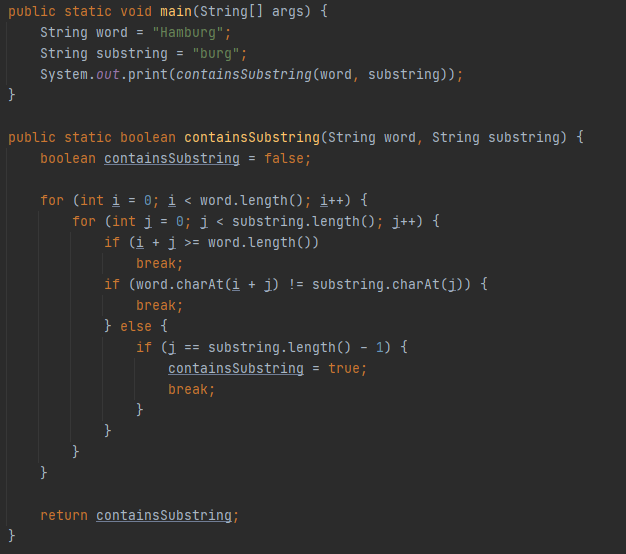 public static void main(String[] args) {
    String word = "Hamburg";
    String substring = "burg";
    System.out.print(containsSubstring(word, substring));
}

public static boolean containsSubstring(String word, String substring) {
    boolean containsSubstring = false;

    for (int i = 0; i < word.length(); i++) {
        for (int j = 0; j < substring.length(); j++) {
            if (i + j >= word.length())
                break;
            if (word.charAt(i + j) != substring.charAt(j)) {
                break;
            } else {
                if (j == substring.length() - 1) {
                    containsSubstring = true;
                    break;
                }
            }
        }
    }

    return containsSubstring;
}